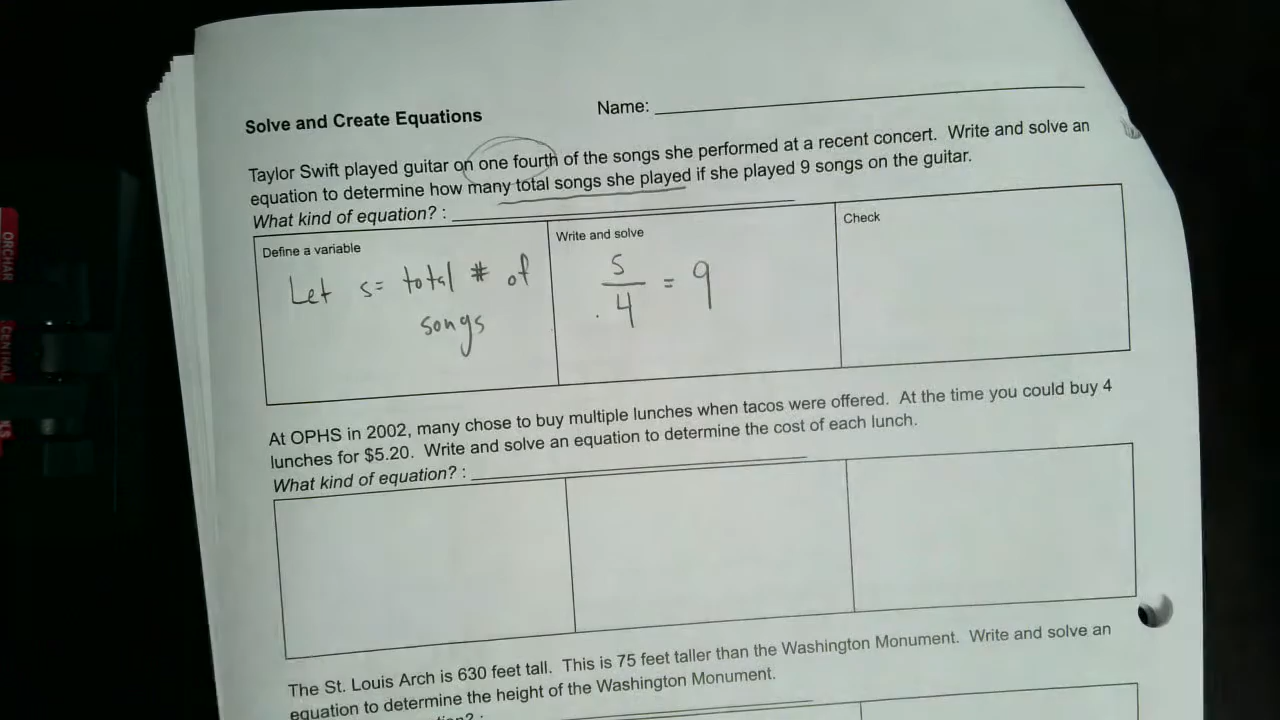 Solve and Create Equations
Name:
Taylor Swift played guitar on one fourth of the songs she performed at a recent concert. Write and solve an
equation to determine how many total songs she played if she played 9 songs on the guitar.
What kind of equation? :
Define a variable
Let s= total # of
songs
Write and solve
s
4
= 9
Check
At OPHS in 2002, many chose to buy multiple lunches when tacos were offered. At the time you could buy 4
lunches for $5.20. Write and solve an equation to determine the cost of each lunch.
What kind of equation? :
The St. Louis Arch is 630 feet tall. This is 75 feet taller than the Washington Monument. Write and solve an
equation to determine the height of the Washington Monument.
ORCHAR
CENTRAL